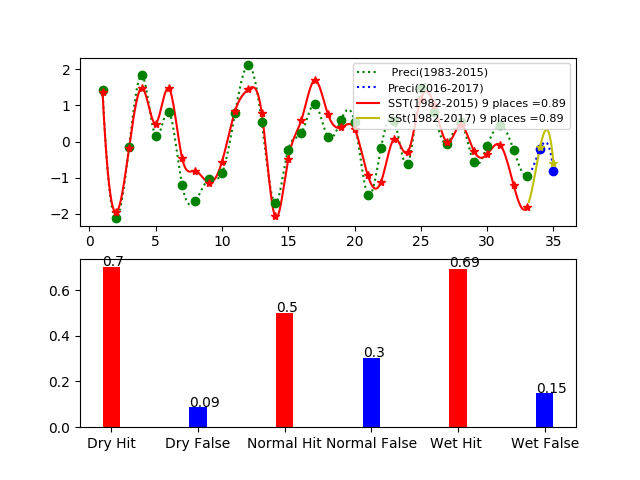 2
1
0
−1
−2
Preci(1983-2015)
Preci(2016-2017)
SST(1982-2015) 9 places =0.89
SSt(1982-2017) 9 places =0.89
0 5 10 15 20 25 30 35
0.6
0.4
0.2
0.0
0.7
0.09
0.5
0.3
0.69
0.15
Dry Hit Dry False Normal Hit Normal False Wet Hit Wet False